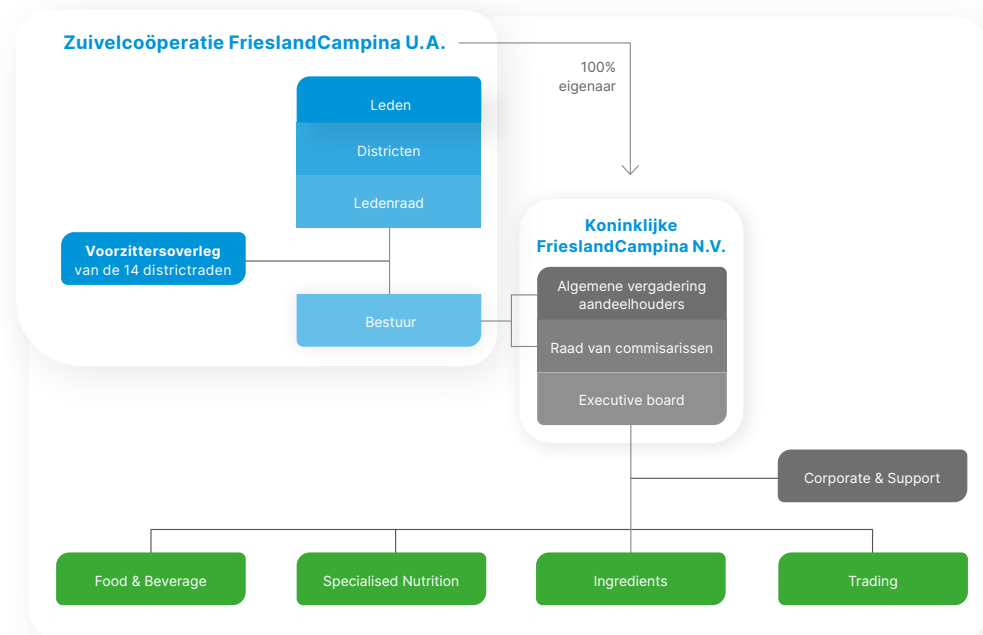 Zuivelcoöperatie FrieslandCampina U.A.
100%
eigenaar
Leden
Districten
Ledenraad
Voorzittersoverleg
van de 14 districtraden
Bestuur
Koninklijke
FrieslandCampina N.V.
Algemene vergadering
aandeelhouders
Raad van commisarissen
Executive board
Corporate & Support
Food & Beverage
Specialised Nutrition
Ingredients
Trading